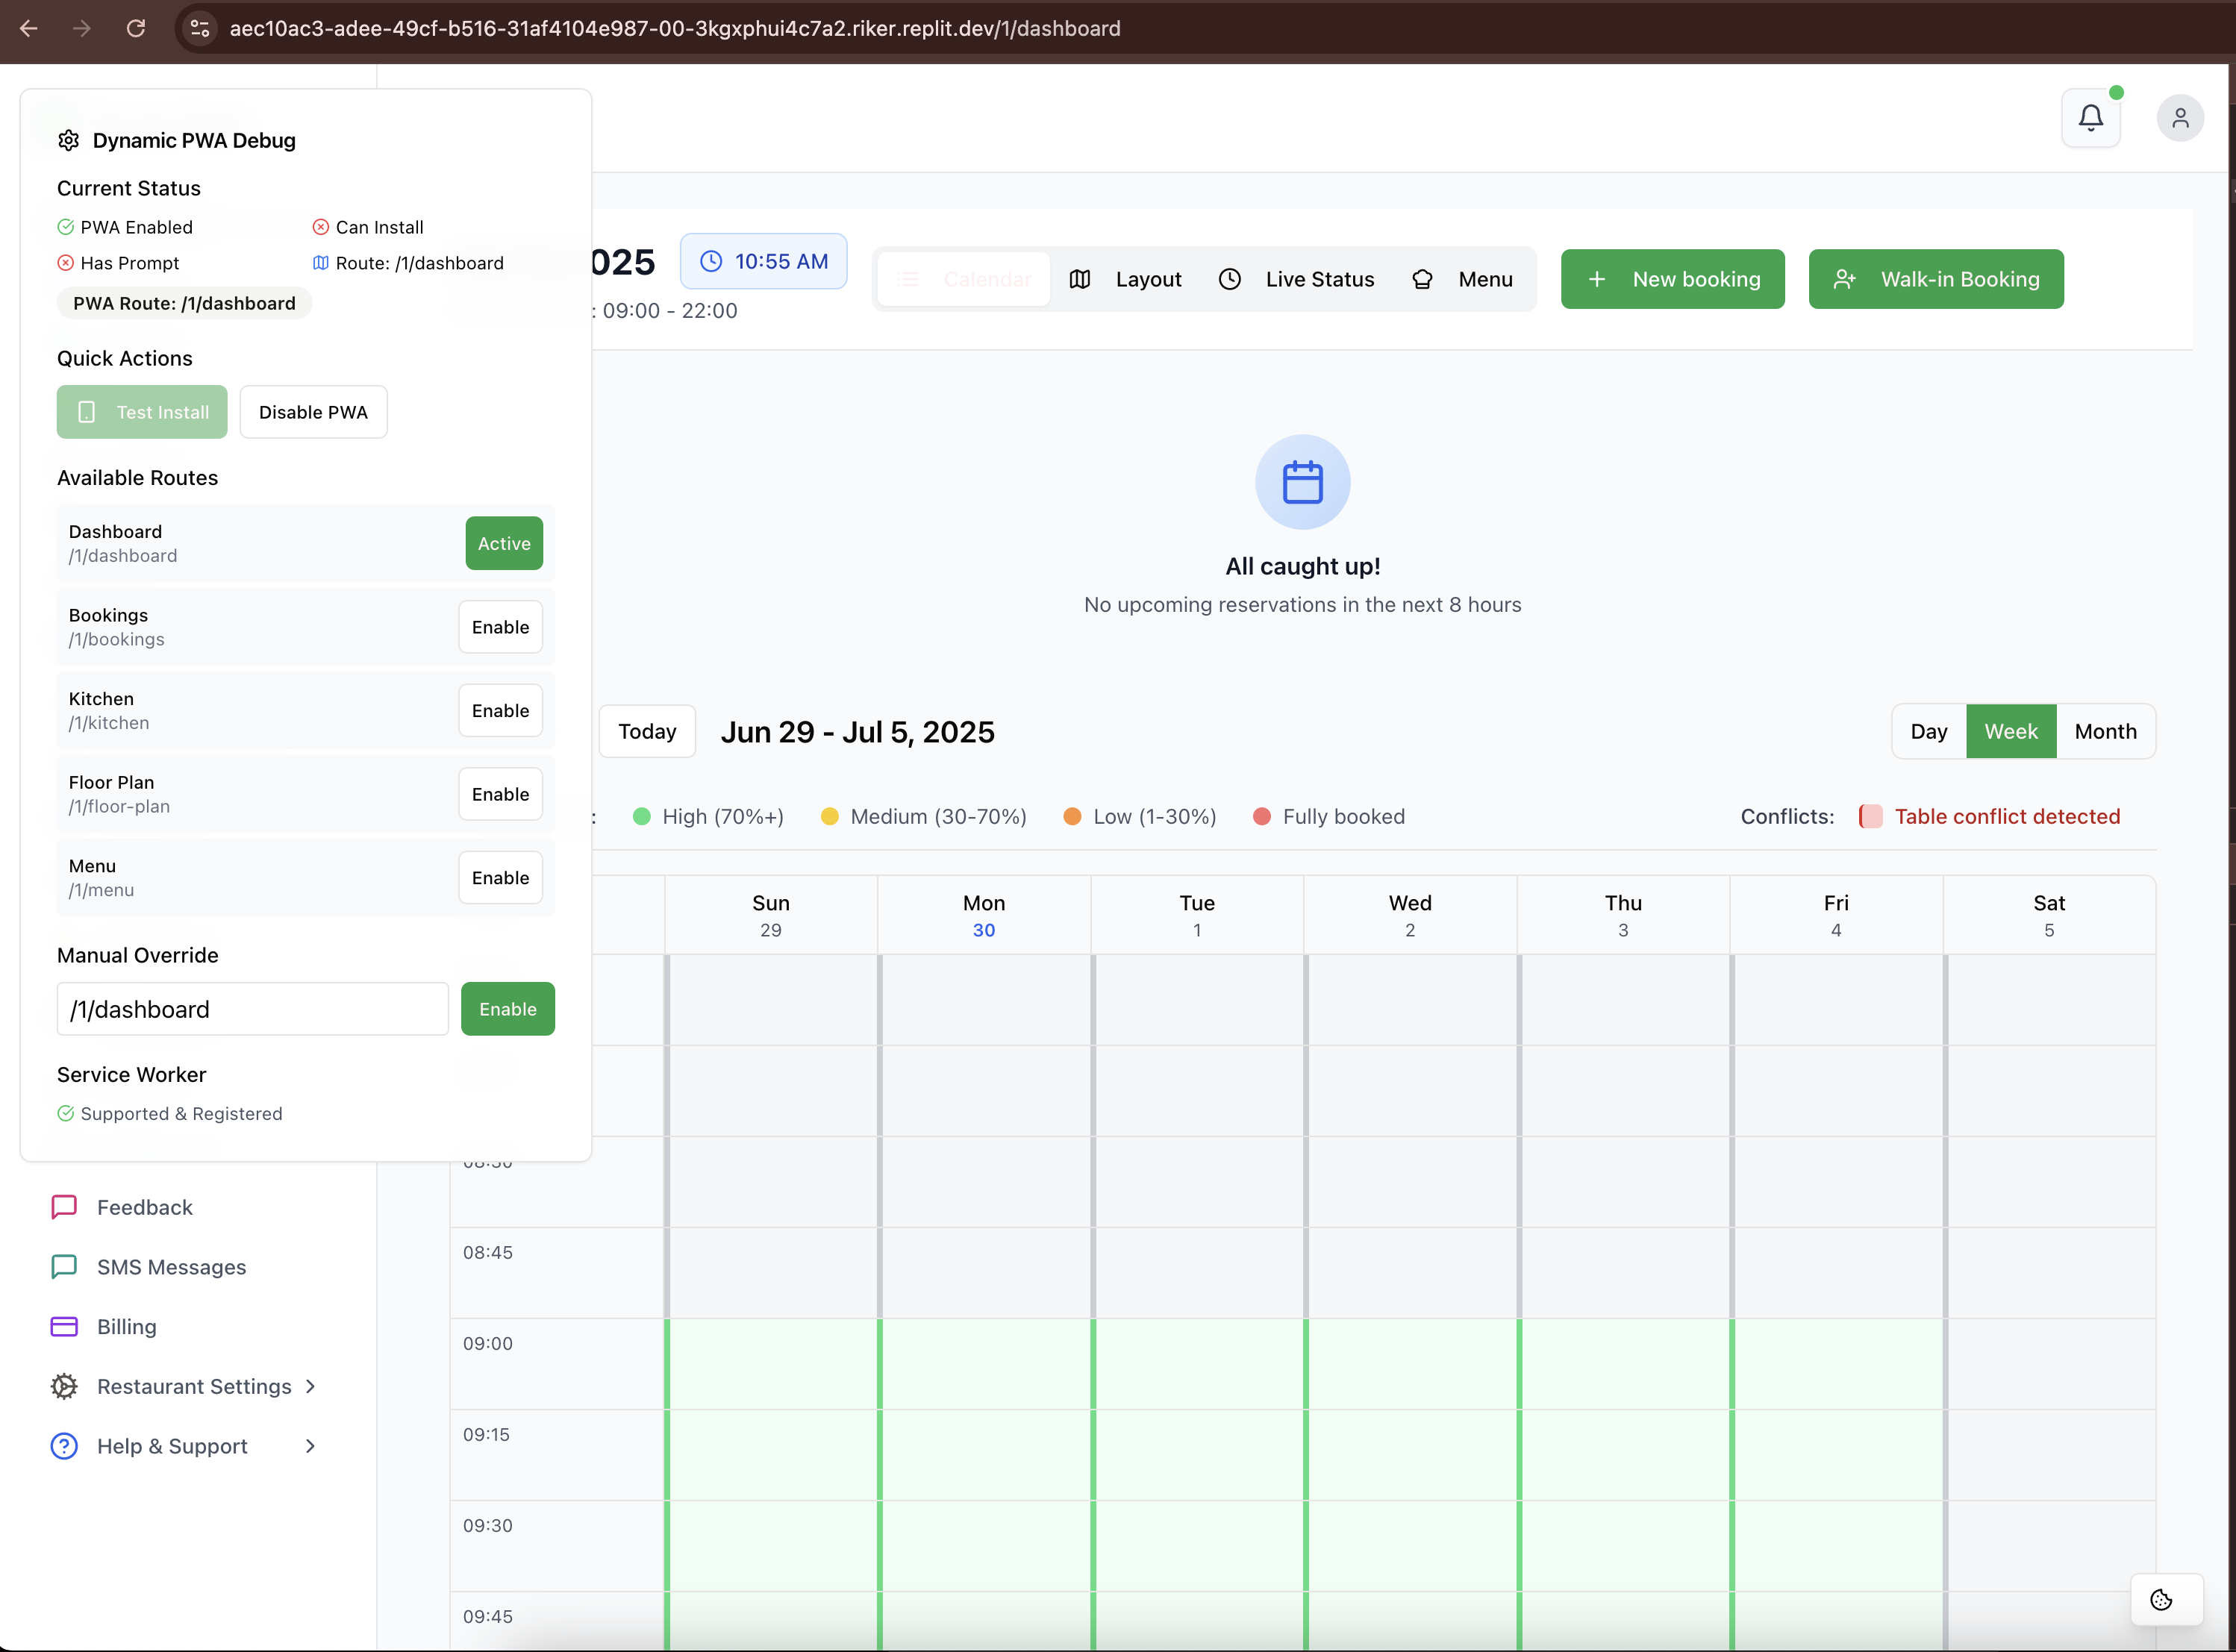 aec10ac3-adee-49cf-b516-31af4104e987-00-3kgxphui4c7a2.riker.replit.dev/1/dashboard
Dynamic PWA Debug
Current Status
PWA Enabled
Can Install
Has Prompt
Route: /1/dashboard
PWA Route: /1/dashboard
Quick Actions
Test Install
Disable PWA
Available Routes
Dashboard
/1/dashboard
Active
Bookings
/1/bookings
Enable
Kitchen
/1/kitchen
Enable
Floor Plan
/1/floor-plan
Enable
Menu
/1/menu
Enable
Manual Override
/1/dashboard
Enable
Service Worker
Supported & Registered
Feedback
SMS Messages
Billing
Restaurant Settings
Help & Support
025
10:55 AM
: 09:00 - 22:00
Calendar
Layout
Live Status
Menu
New booking
Walk-in Booking
All caught up!
No upcoming reservations in the next 8 hours
Today
Jun 29 - Jul 5, 2025
Day
Week
Month
:
High (70%+)
Medium (30-70%)
Low (1-30%)
Fully booked
Conflicts:
Table conflict detected
Sun
29
Mon
30
Tue
1
Wed
2
Thu
3
Fri
4
Sat
5
08:30
08:45
09:00
09:15
09:30
09:45